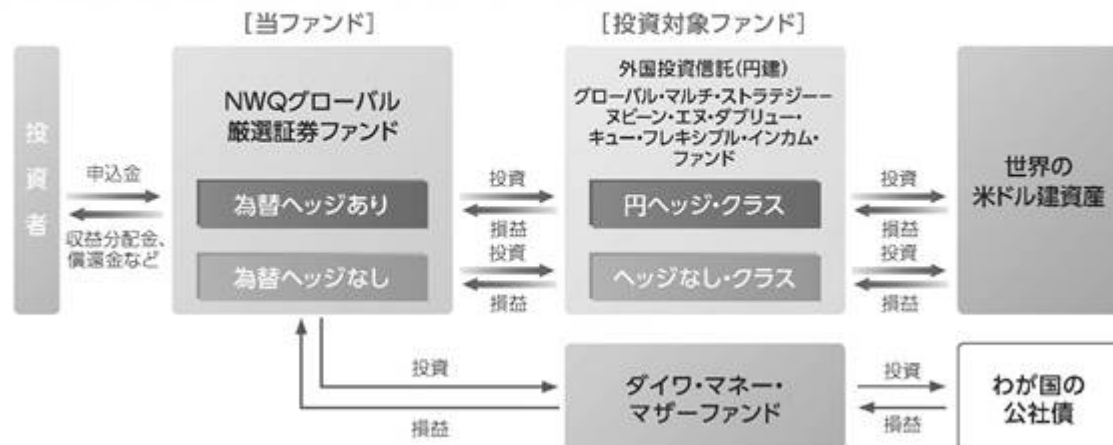 [当ファンド]
[投資対象ファンド]
投資者
申込金
収益分配金、
償還金など
NWQグローバル
厳選証券ファンド
為替ヘッジあり
為替ヘッジなし
投資
損益
投資
損益
外国投資信託(円建)
グローバル・マルチ・ストラテジー－
ヌビーン・エヌ・ダブリュー・
キュー・フレキシブル・インカム・
ファンド
円ヘッジ・クラス
ヘッジなし・クラス
投資
損益
投資
損益
世界の
米ドル建資産
投資
損益
ダイワ・マネー・
マザーファンド
投資
損益
わが国の
公社債